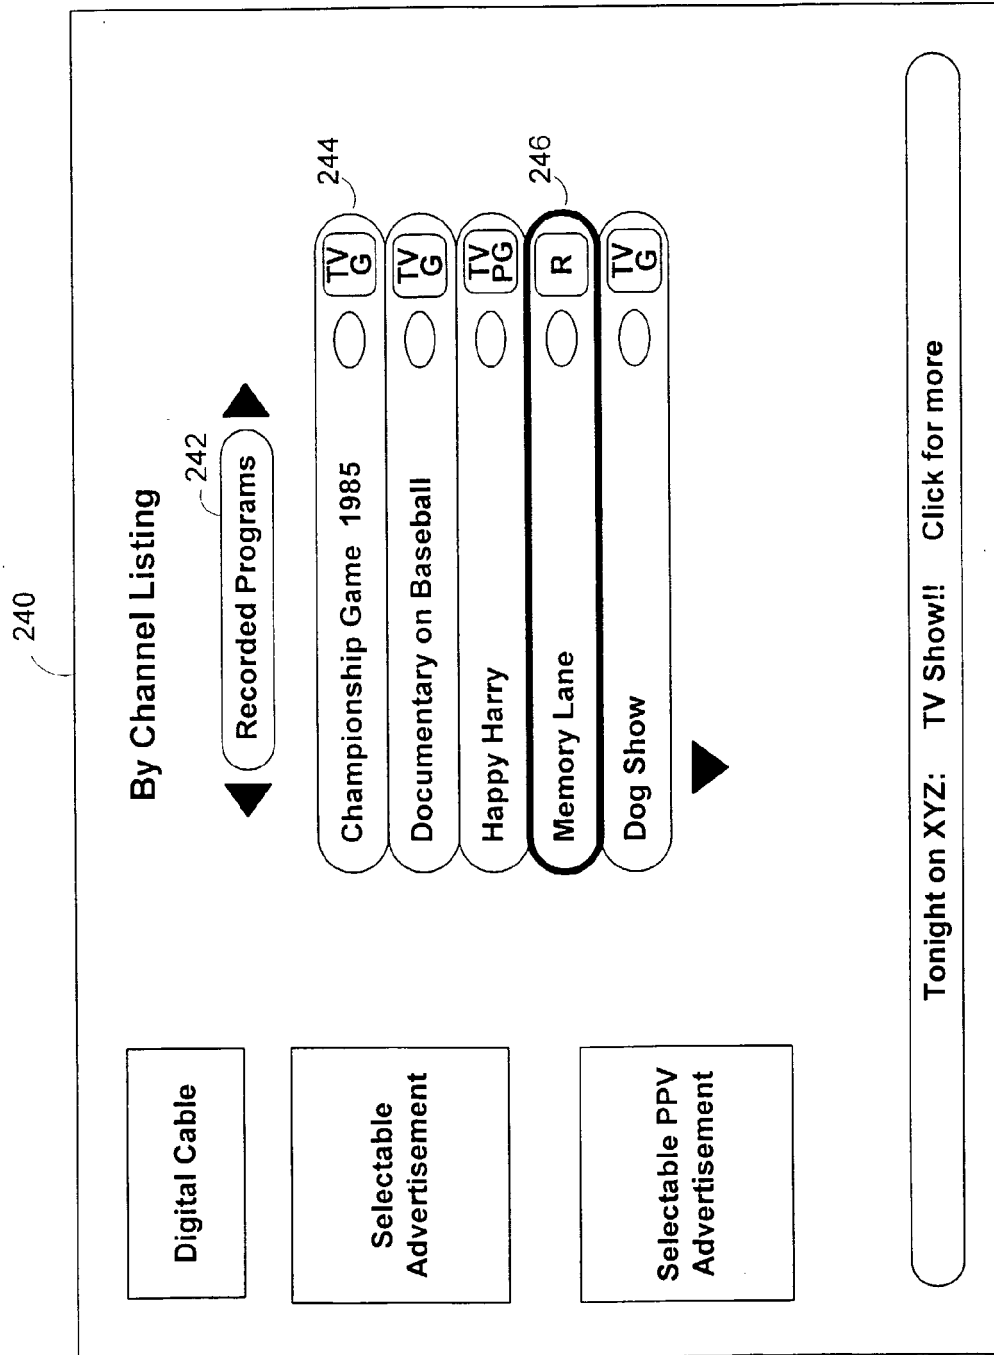 240
Digital Cable
Selectable
Advertisement
Selectable PPV
Advertisement
By Channel Listing
242
Recorded Programs
244
Championship Game 1985
TV
G
Documentary on Baseball
TV
G
Happy Harry
TV
PG
246
Memory Lane
R
Dog Show
TV
G
Tonight on XYZ: TV Show!! Click for more